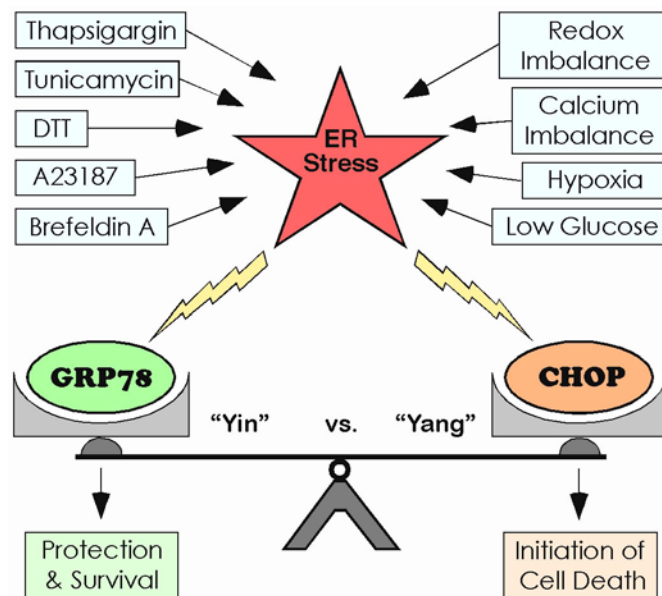 Thapsigargin
Tunicamycin
DTT
A23187
Brefeldin A
ER
Stress
Redox
Imbalance
Calcium
Imbalance
Hypoxia
Low Glucose
GRP78
CHOP
“Yin” vs. “Yang”
Protection
& Survival
Initiation of
Cell Death